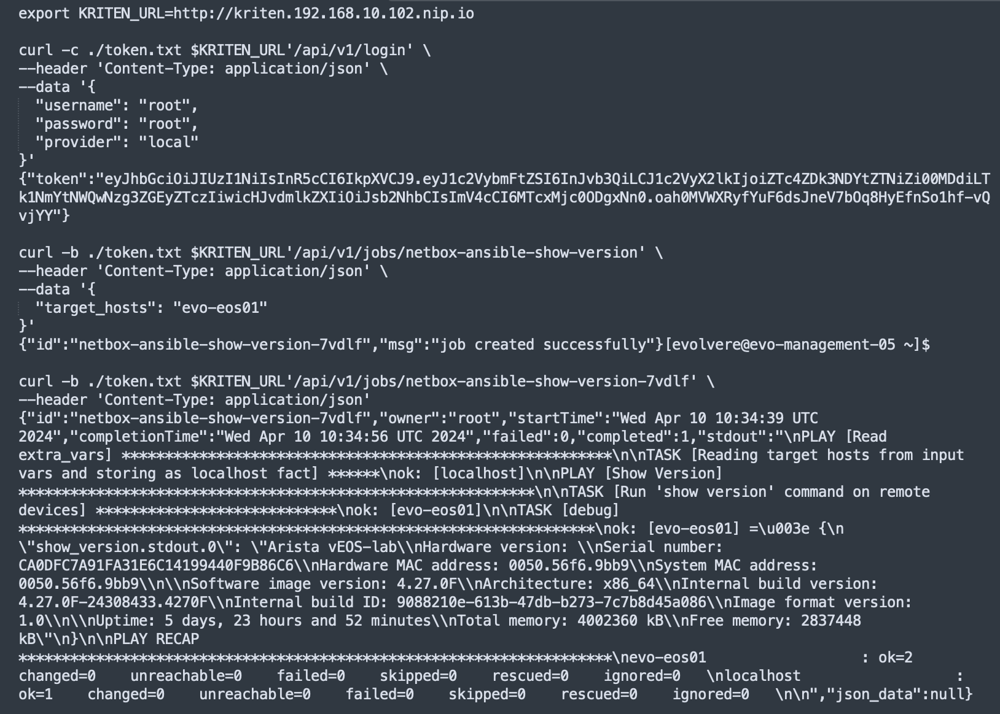 export KRITEN_URL=http://kriten.192.168.10.102.nip.io
curl -c ./token.txt $KRITEN_URL'/api/v1/login' \
--header 'Content-Type: application/json' \
--data '{
"username": "root",
"password": "root",
"provider": "local"
}'
{"token":"eyJhbGciOiJIUzI1NiIsInR5cCI6IkpXVCJ9.eyJ1c2VybmFtZSI6InJvb3QiLCJ1c2VyX2lkIjoiZTc4ZDk3NDYtZTNiZi00MDdiLT
k1NmYtNWQwNzg3ZGEyZTczIiwicHJvdmlkZXIiOiJsb2NhbCIsImV4cCI6MTcxMjc0ODgxNn0.oah0MVWXRyfYuF6dsJneV7bOq8HyEfnSo1hf-vQ
vjYY"}
curl -b ./token.txt $KRITEN_URL'/api/v1/jobs/netbox-ansible-show-version' \
--header 'Content-Type: application/json' \
--data '{
"target_hosts": "evo-eos01"
}'
{"id":"netbox-ansible-show-version-7vdlf","msg":"job created successfully"}[evolvere@evo-management-05 ~]$
curl -b ./token.txt $KRITEN_URL'/api/v1/jobs/netbox-ansible-show-version-7vdlf' \
--header 'Content-Type: application/json'
{"id":"netbox-ansible-show-version-7vdlf","owner":"root","startTime":"Wed Apr 10 10:34:39 UTC
2024","completionTime":"Wed Apr 10 10:34:56 UTC 2024","failed":0,"completed":1,"stdout":"\nPLAY [Read
extra_vars] *********************************************************\n\nTASK [Reading target hosts from input
vars and storing as localhost fact] ******\nok: [localhost]\n\nPLAY [Show Version]
************************************************************\n\nTASK [Run 'show version' command on remote
devices] ****************************\nok: [evo-eos01]\n\nTASK [debug]
*******************************************************************\nok: [evo-eos01] =\u003e {\n
\"show_version.stdout.0\": \"Arista vEOS-lab\\nHardware version: \\nSerial number:
CA0DFC7A91FA31E6C14199440F9B86C6\\nHardware MAC address: 0050.56f6.9bb9\\nSystem MAC address:
0050.56f6.9bb9\\n\\nSoftware image version: 4.27.0F\\nArchitecture: x86_64\\nInternal build version:
4.27.0F-24308433.4270F\\nInternal build ID: 9088210e-613b-47db-b273-7c7b8d45a086\\nImage format version:
1.0\\n\\nUptime: 5 days, 23 hours and 52 minutes\\nTotal memory: 4002360 kB\\nFree memory: 2837448
kB\"\n}\n\nPLAY RECAP
*********************************************************************\nevo-eos01                  : ok=2
changed=0    unreachable=0    failed=0    skipped=0    rescued=0    ignored=0   \nlocalhost                  :
ok=1    changed=0    unreachable=0    failed=0    skipped=0    rescued=0    ignored=0   \n\n","json_data":null}